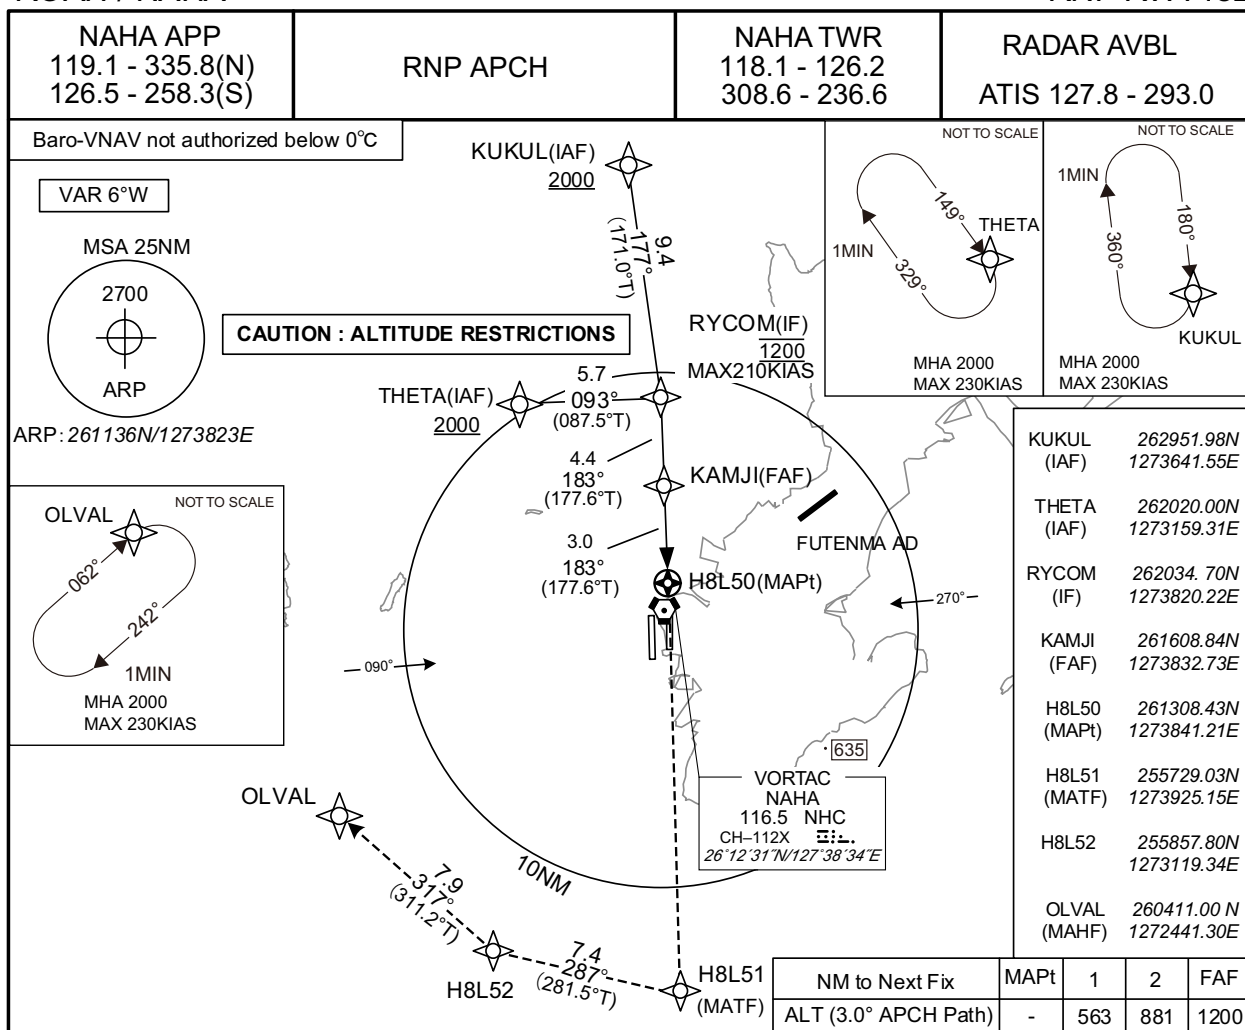 NAHA APP
119.1 - 335.8(N)
126.5 - 258.3(S)
RNP APCH
NAHA TWR
118.1 - 126.2
308.6 - 236.6
RADAR AVBL
ATIS 127.8 - 293.0
Baro-VNAV not authorized below 0°C
VAR 6°W
MSA 25NM
2700
ARP
ARP: 261136N/1273823E
CAUTION : ALTITUDE RESTRICTIONS
KUKUL(IAF)
2000
9.4
177°
(171.0°T)
RYCOM(IF)
1200
MAX210KIAS
THETA(IAF)
2000
5.7
093°
(087.5°T)
4.4
183°
(177.6°T)
KAMJI(FAF)
3.0
183°
(177.6°T)
FUTENMA AD
H8L50(MAPt)
270°
090°
635
VORTAC
NAHA
116.5 NHC
CH–112X
26°12´31˝N/127°38´34˝E
10NM
OLVAL
7.9
317°
(311.2°T)
H8L52
7.4
287°
(281.5°T)
H8L51
(MATF)
NOT TO SCALE
149°
THETA
1MIN
329°
MHA 2000
MAX 230KIAS
NOT TO SCALE
1MIN
180°
360°
KUKUL
MHA 2000
MAX 230KIAS
NOT TO SCALE
OLVAL
062°
242°
1MIN
MHA 2000
MAX 230KIAS
KUKUL 262951.98N
(IAF) 1273641.55E
THETA 262020.00N
(IAF) 1273159.31E
RYCOM 262034. 70N
(IF) 1273820.22E
KAMJI 261608.84N
(FAF) 1273832.73E
H8L50 261308.43N
(MAPt) 1273841.21E
H8L51 255729.03N
(MATF) 1273925.15E
H8L52 255857.80N
1273119.34E
OLVAL 260411.00 N
(MAHF) 1272441.30E
NM to Next Fix MAPt 1 2 FAF
ALT (3.0° APCH Path) - 563 881 1200